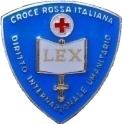 CROCE ROSSA ITALIANA
LEX
DIRITTO INTERNAZIONALE UMANITARIO